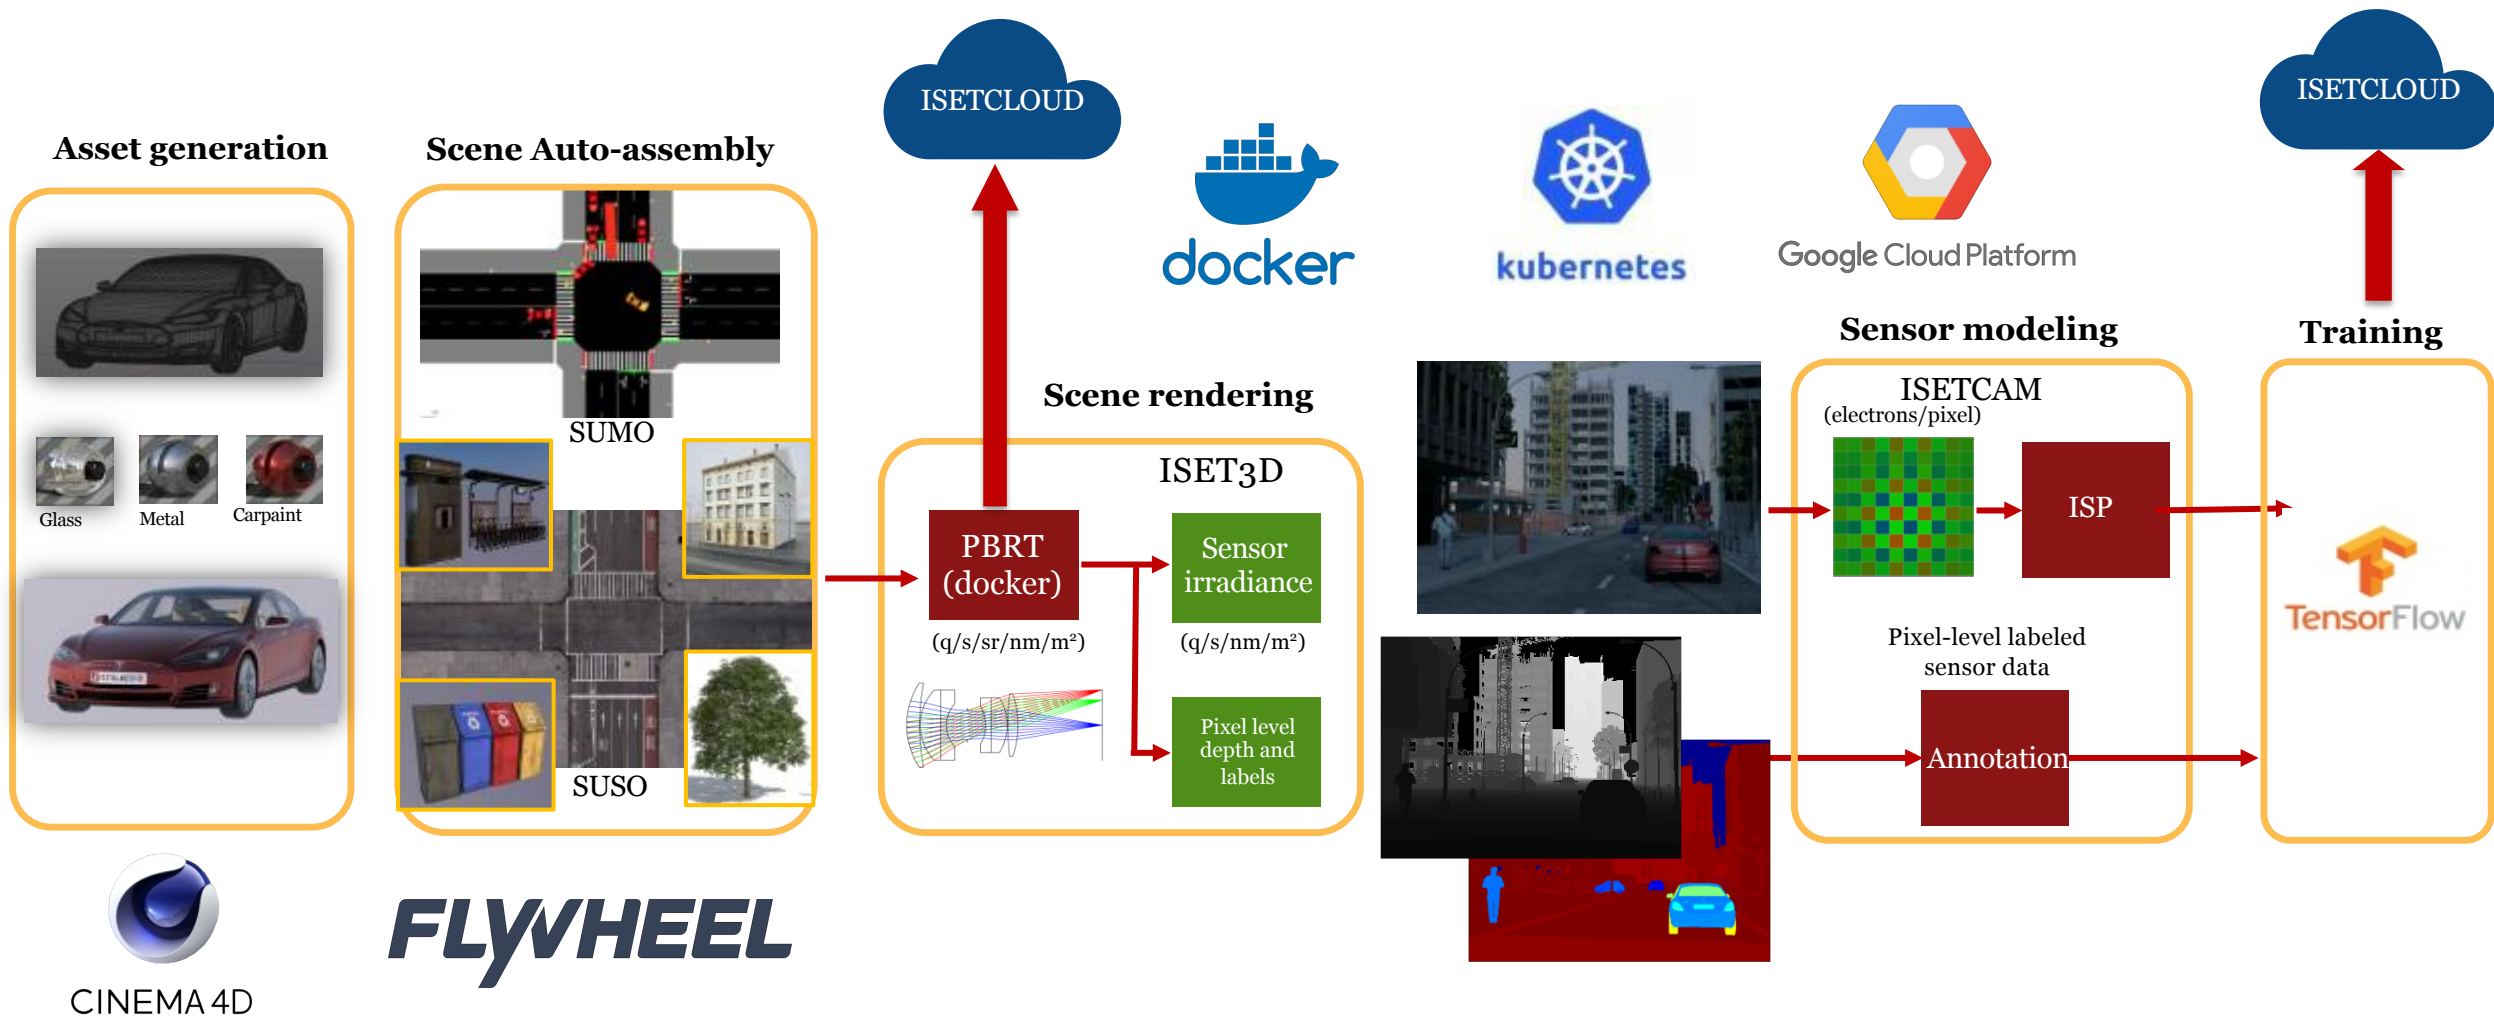 Asset generation
Glass
Metal
Carpaint
CINEMA 4D
Scene Auto-assembly
SUMO
SUSO
FLYWHEEL
ISETCLOUD
Scene rendering
ISET3D
PBRT
(docker)
(q/s/sr/nm/m²)
Sensor
irradiance
(q/s/nm/m²)
Pixel level
depth and
labels
docker
kubernetes
Google Cloud Platform
Sensor modeling
ISETCAM
(electrons/pixel)
ISP
Pixel-level labeled
sensor data
Annotation
ISETCLOUD
Training
TensorFlow